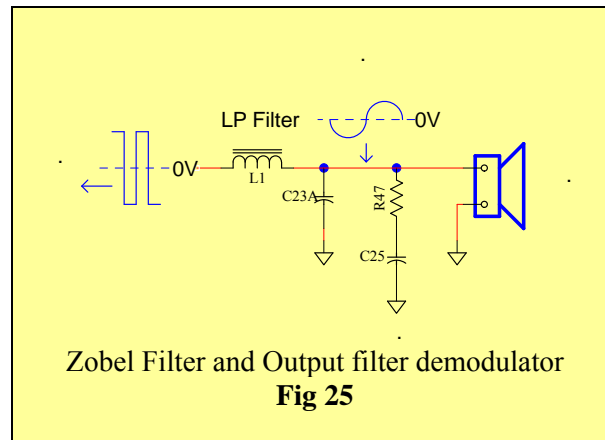 LP Filter
0V
0V
L1
C23A
R47
C25
Zobel Filter and Output filter demodulator
Fig 25